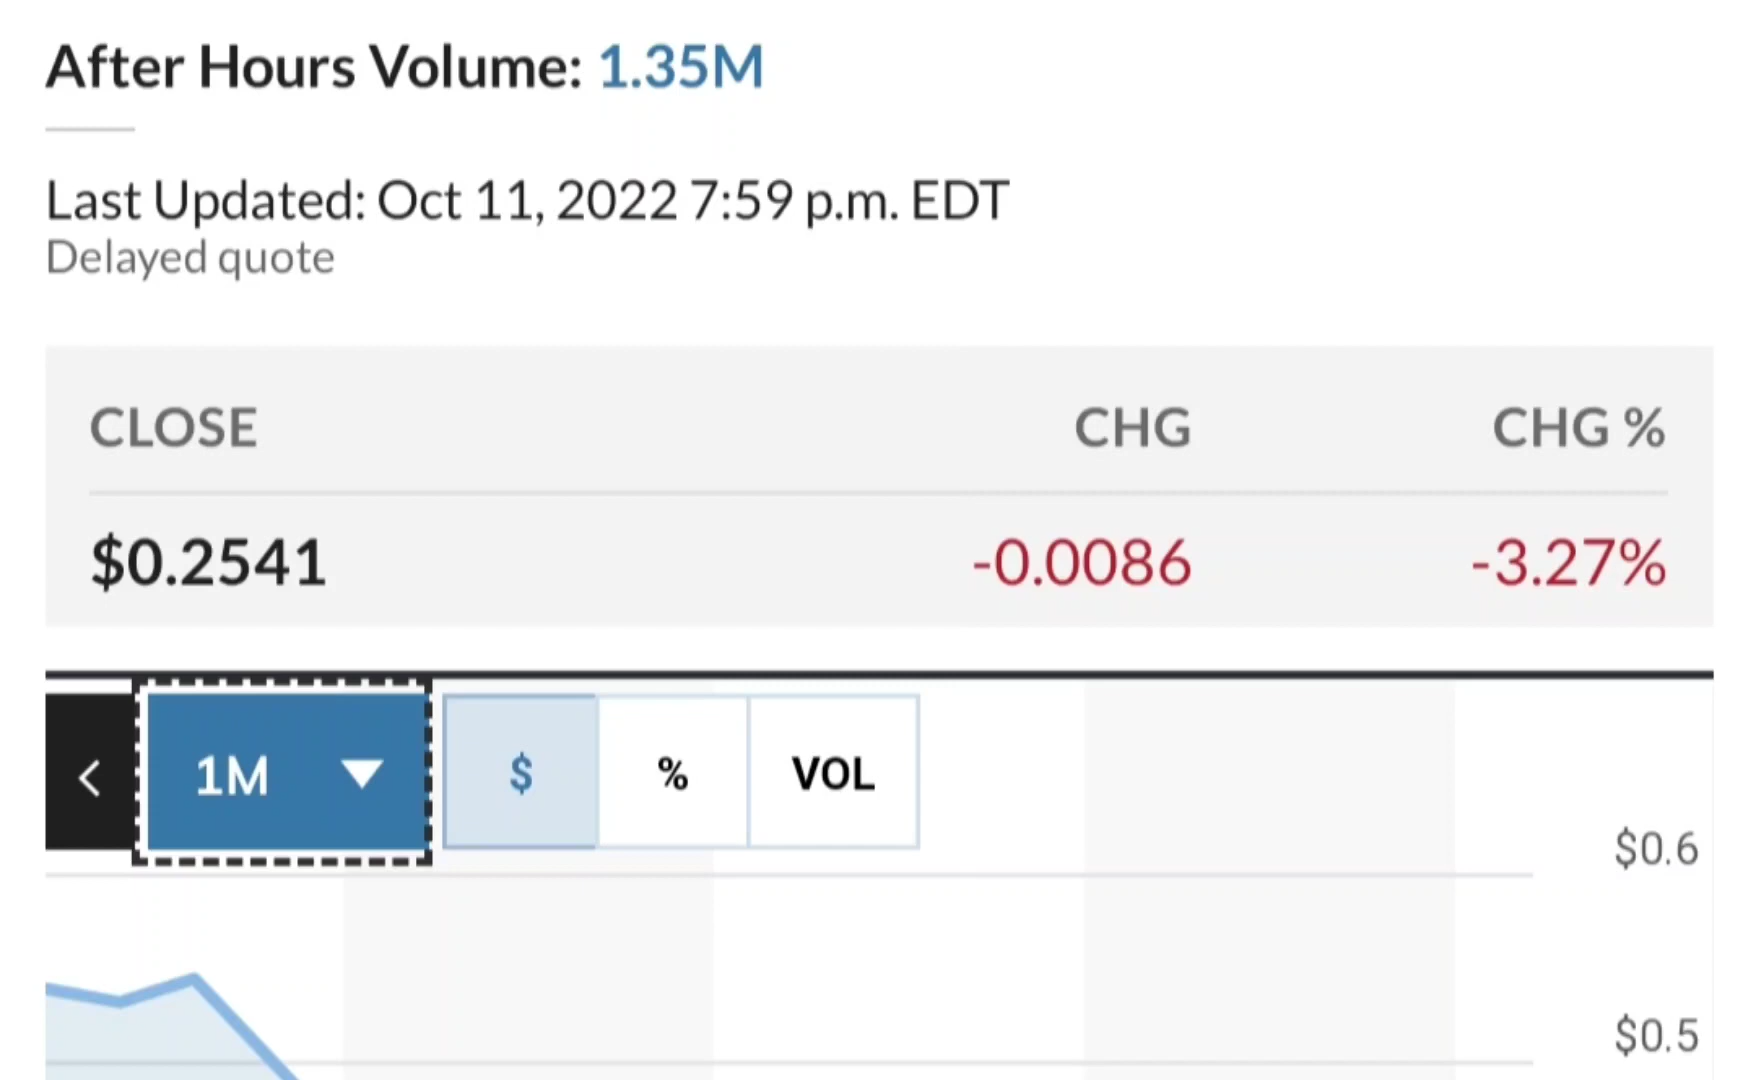 After Hours Volume: 1.35M
Last Updated: Oct 11, 2022 7:59 p.m. EDT
Delayed quote
CLOSE CHG CHG %
$0.2541 -0.0086 -3.27%
1M $ % VOL
$0.6
$0.5